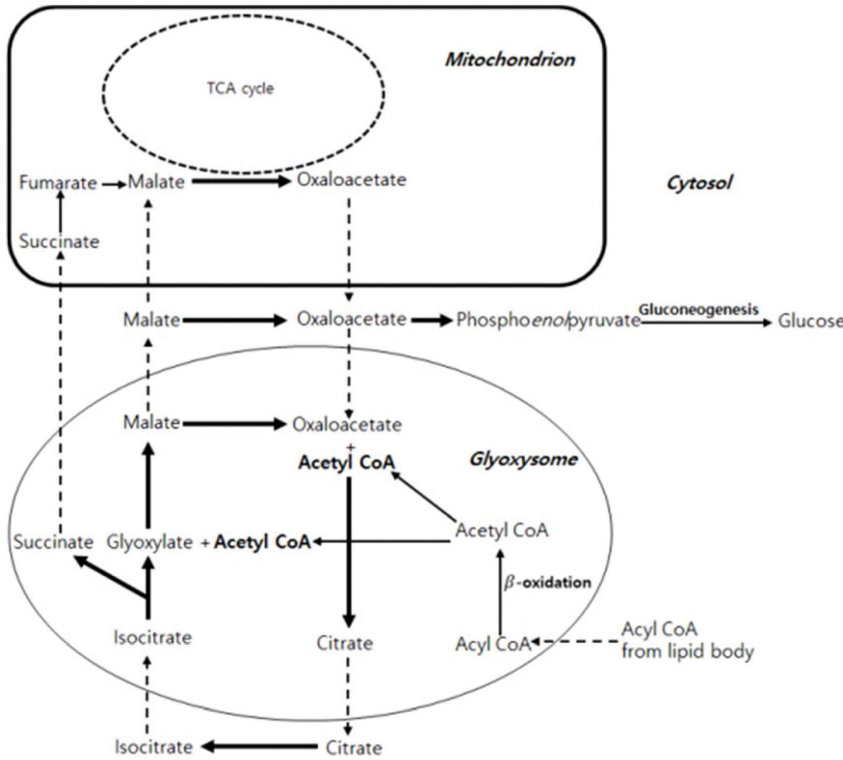 Mitochondrion
TCA cycle
Fumarate Malate Oxaloacetate
Cytosol
Succinate
Malate Oxaloacetate Phosphoenolpyruvate Gluconeogenesis Glucose
Malate Oxaloacetate
+
Acetyl CoA Glyoxysome
Succinate Glyoxylate + Acetyl CoA Acetyl CoA
β-oxidation
Isocitrate Citrate Acyl CoA Acyl CoA
from lipid body
Isocitrate Citrate